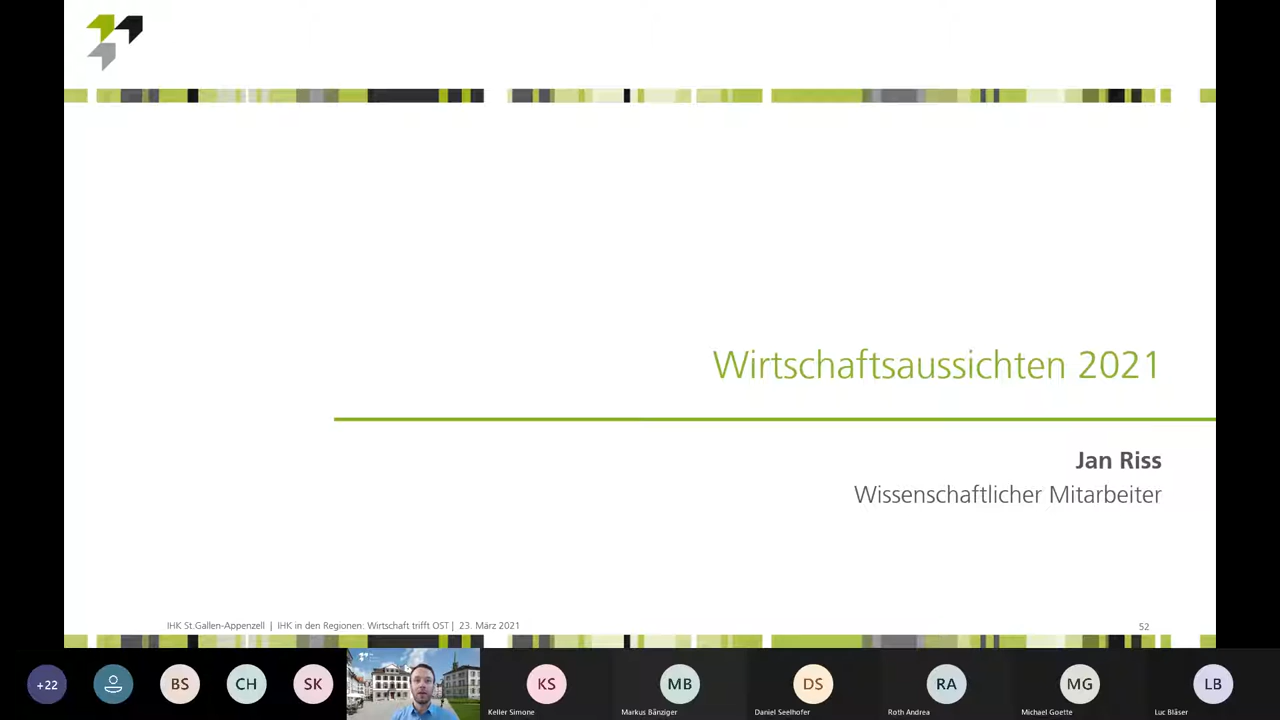 Wirtschaftsaussichten 2021
Jan Riss
Wissenschaftlicher Mitarbeiter
IHK St.Gallen-Appenzell | IHK in den Regionen: Wirtschaft trifft OST | 23. März 2021
52
+22
BS
CH
SK
KS
MB
DS
RA
MG
LB
Keller Simone
Markus Bänziger
Daniel Seelhofer
Roth Andrea
Michael Goette
Luc Bläser